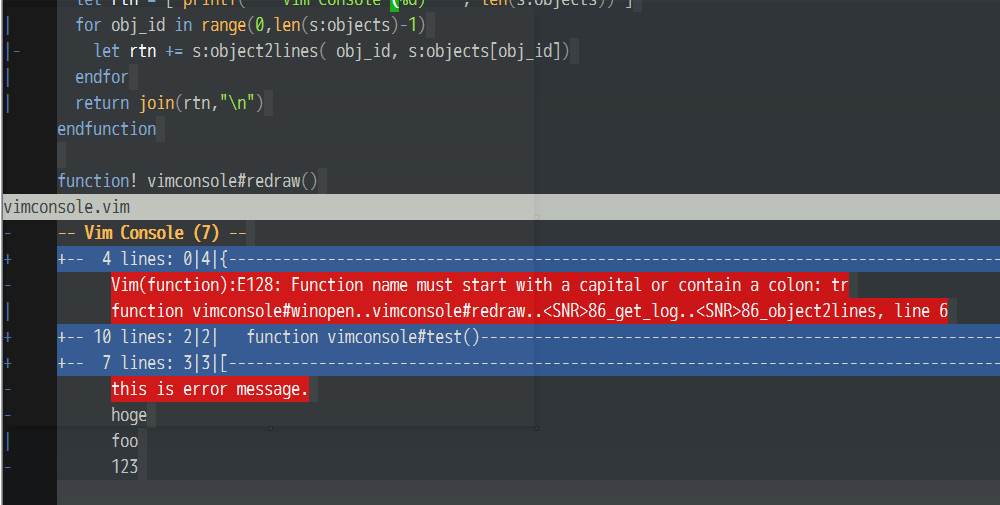 let rtn = [ printf( Vim Console (%d) , len(s:objects)) ]
for obj_id in range(0,len(s:objects)-1)
let rtn += s:object2lines( obj_id, s:objects[obj_id])
endfor
return join(rtn,"\n")
endfunction
function! vimconsole#redraw()
vimconsole.vim
-- Vim Console (7) --
+-- 4 lines: 0|4|{----------------------------------------------------------------------------------
Vim(function):E128: Function name must start with a capital or contain a colon: tr
function vimconsole#winopen..vimconsole#redraw..<SNR>86_get_log..<SNR>86_object2lines, line 6
+-- 10 lines: 2|2|   function vimconsole#test()----------------------------------------------------------
+-- 7 lines: 3|3|[----------------------------------------------------------------------------------
this is error message.
hoge
foo
123